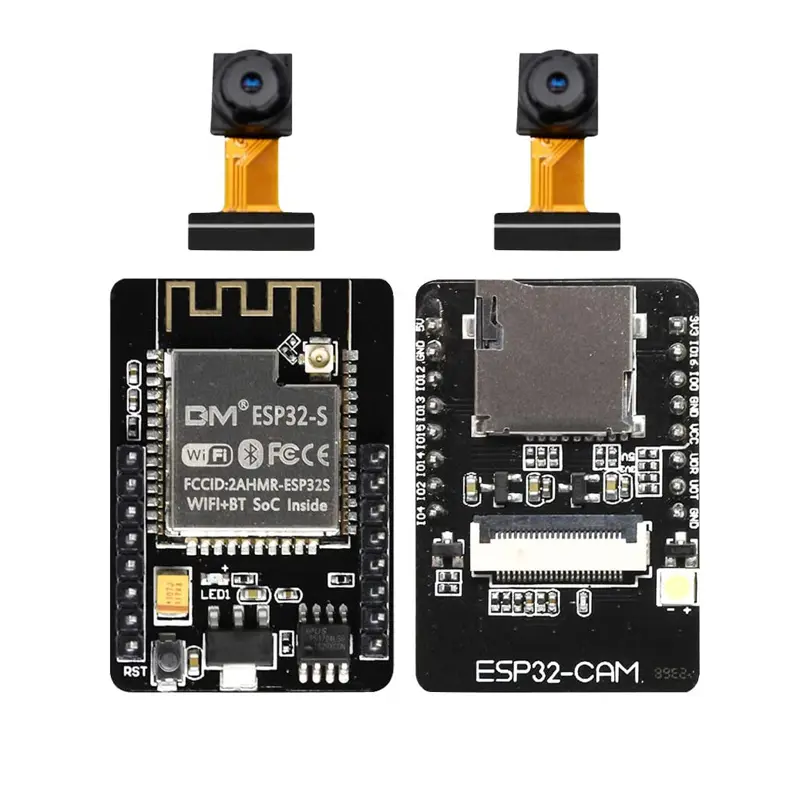 DM® ESP32-S
WiFi FCC CE
FCCID:2AHMR-ESP32S
WIFI+BT SoC Inside
LED1
RST
5V
GND
IO12
IO13
IO15
IO14
IO2
IO4
3V3
IO16
IO0
GND
VCC
UOR
UOT
GND
ESP32-CAM